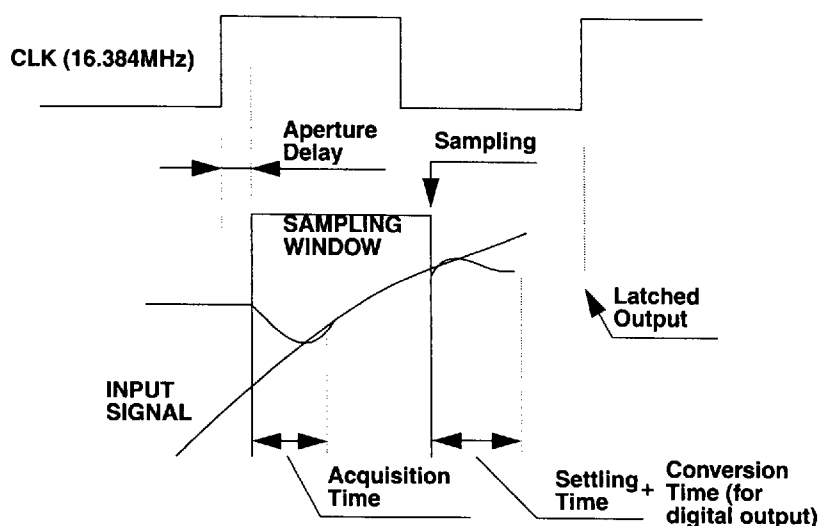 CLK (16.384MHz)
Aperture
Delay
Sampling
SAMPLING
WINDOW
Latched
Output
INPUT
SIGNAL
Acquisition
Time
Settling +
Time
Conversion
Time (for
digital output)